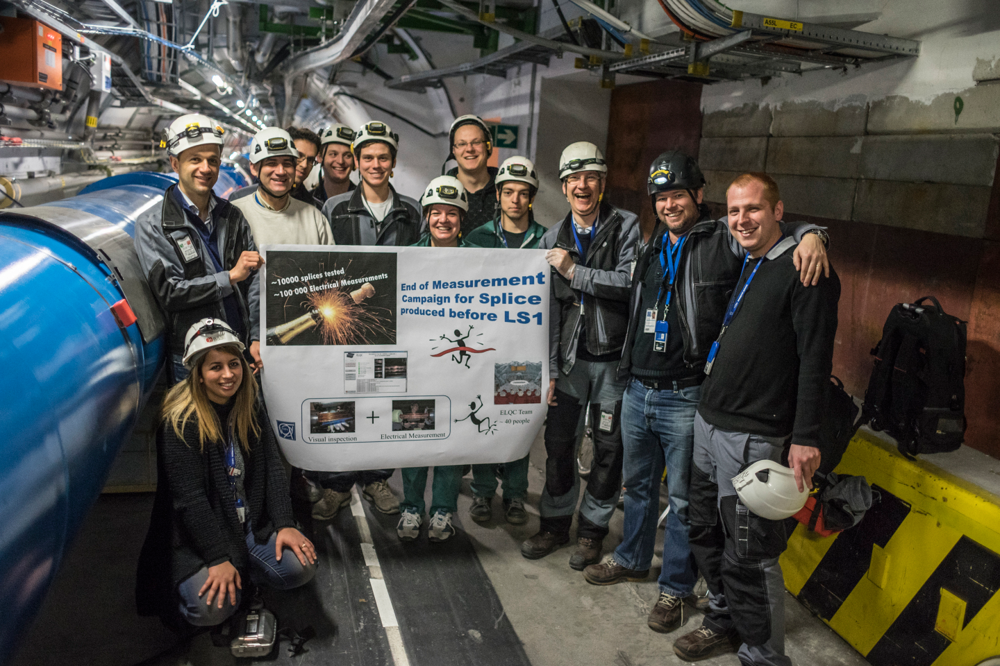 A55L EC
~10000 splices tested
~100'000 Electrical Measurements
End of Measurement
Campaign for Splice
produced before LS1
ELQC Team
~ 40 people
+
Visual inspection
Electrical Measurement